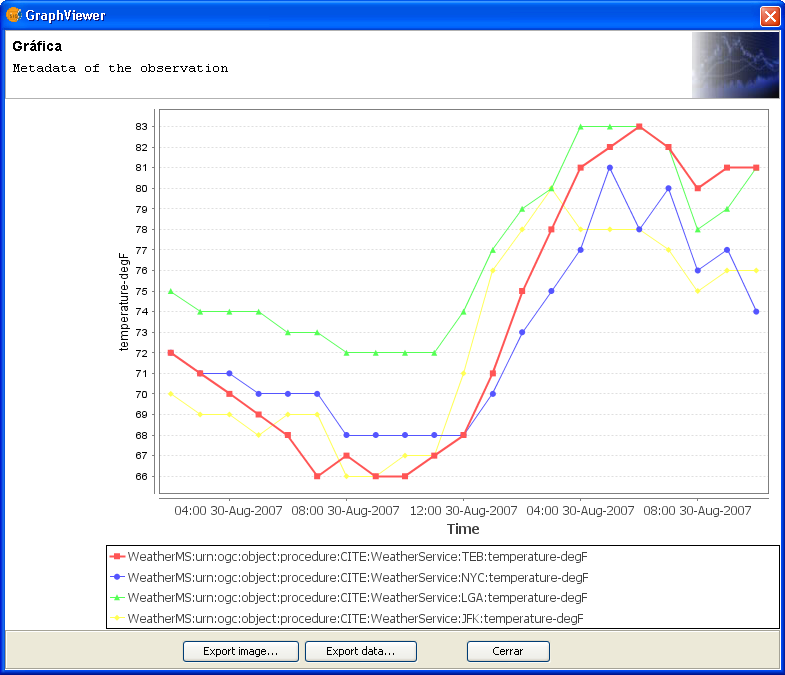 GraphViewer
Gráfica
Metadata of the observation
83
82
81
80
79
78
77
76
75
74
73
72
71
70
69
68
67
66
temperature-degF
04:00 30-Aug-2007 08:00 30-Aug-2007 12:00 30-Aug-2007 04:00 30-Aug-2007 08:00 30-Aug-2007
Time
WeatherMS:urn:ogc:object:procedure:CITE:WeatherService:TEB:temperature-degF
WeatherMS:urn:ogc:object:procedure:CITE:WeatherService:NYC:temperature-degF
WeatherMS:urn:ogc:object:procedure:CITE:WeatherService:LGA:temperature-degF
WeatherMS:urn:ogc:object:procedure:CITE:WeatherService:JFK:temperature-degF
Export image... Export data... Cerrar